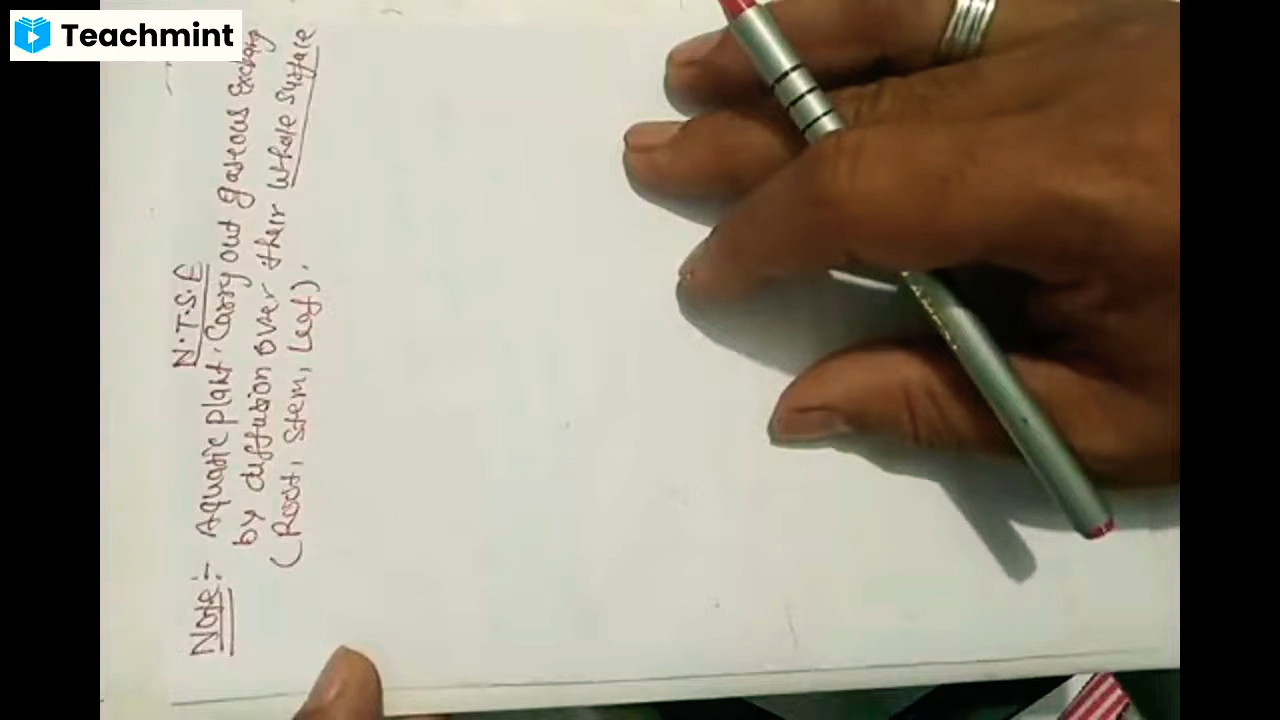 Teachmint
N.T.S.E
Note:- Aquatic plant. Carry out gaseous exchang
by diffusion over their whole surface
(Root, Stem, Leaf).